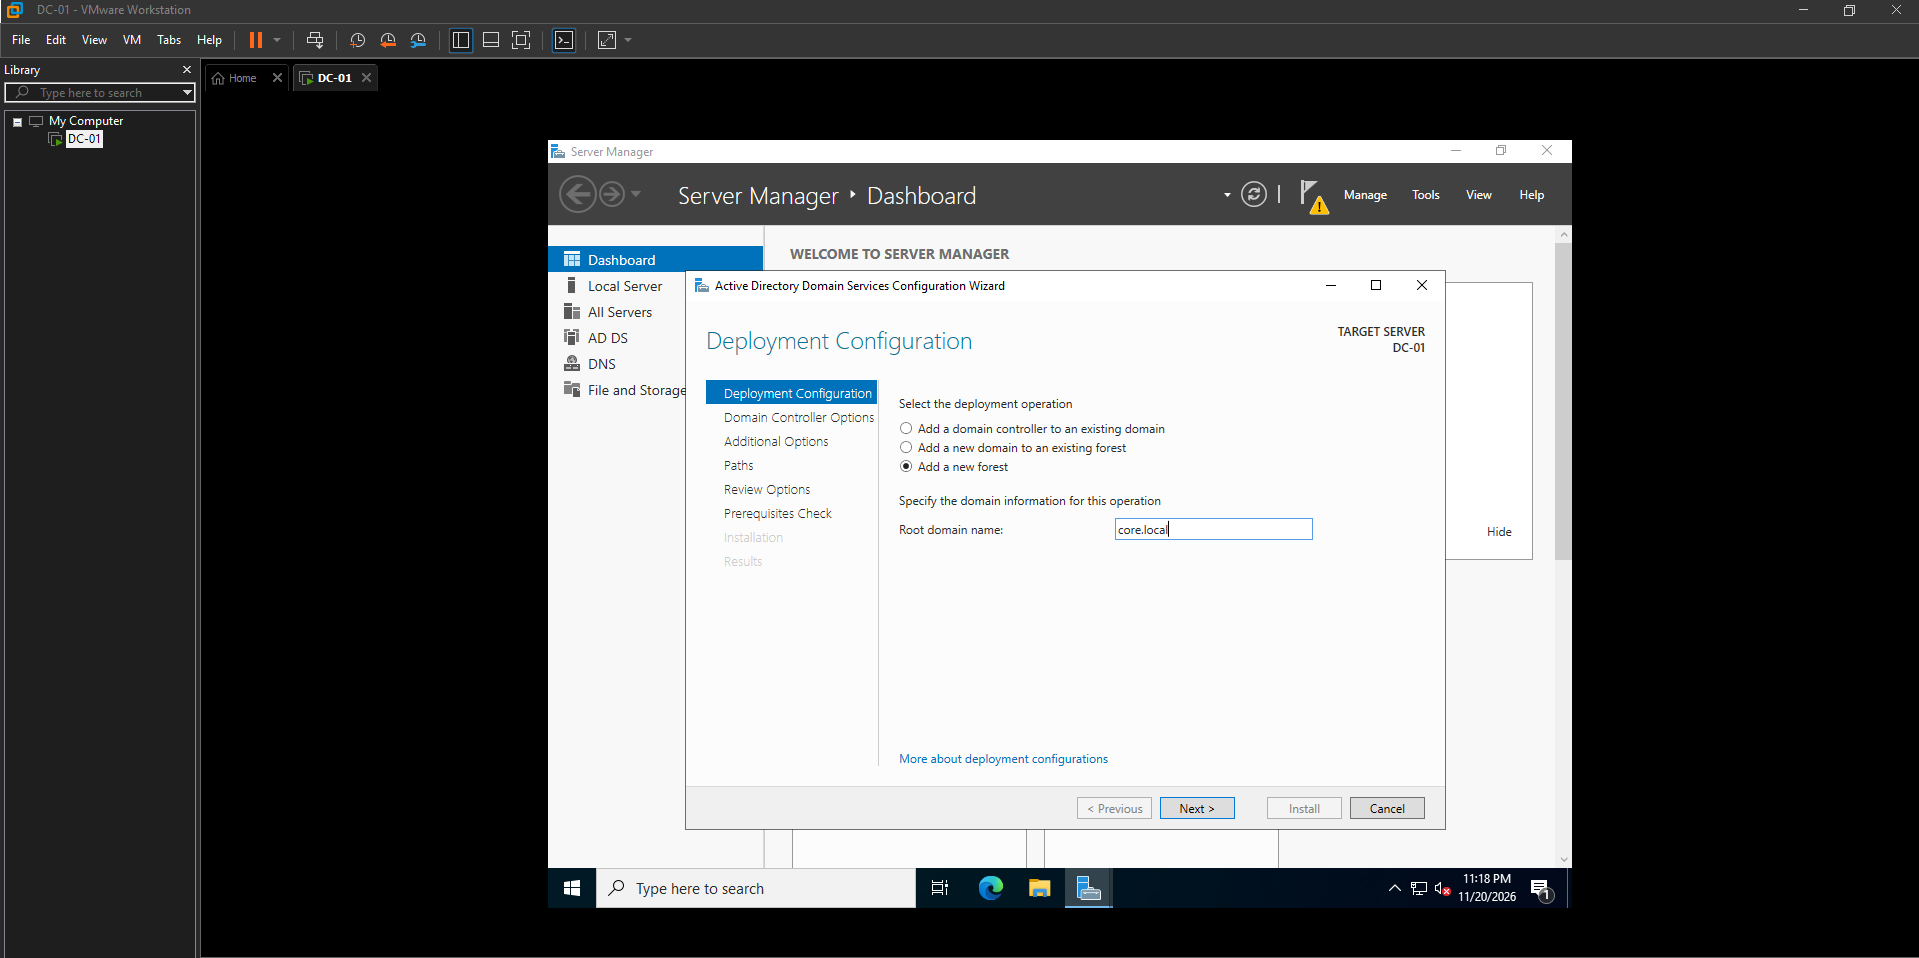 DC-01 - VMware Workstation
File Edit View VM Tabs Help
Library
Type here to search
My Computer
DC-01
Home
DC-01
Server Manager
Server Manager ‣ Dashboard
Manage Tools View Help
Dashboard
Local Server
All Servers
AD DS
DNS
File and Storage
WELCOME TO SERVER MANAGER
Hide
Active Directory Domain Services Configuration Wizard
Deployment Configuration
TARGET SERVER
DC-01
Deployment Configuration
Domain Controller Options
Additional Options
Paths
Review Options
Prerequisites Check
Installation
Results
Select the deployment operation
Add a domain controller to an existing domain
Add a new domain to an existing forest
Add a new forest
Specify the domain information for this operation
Root domain name: core.local
More about deployment configurations
< Previous Next > Install Cancel
Type here to search
11:18 PM
11/20/2026
1